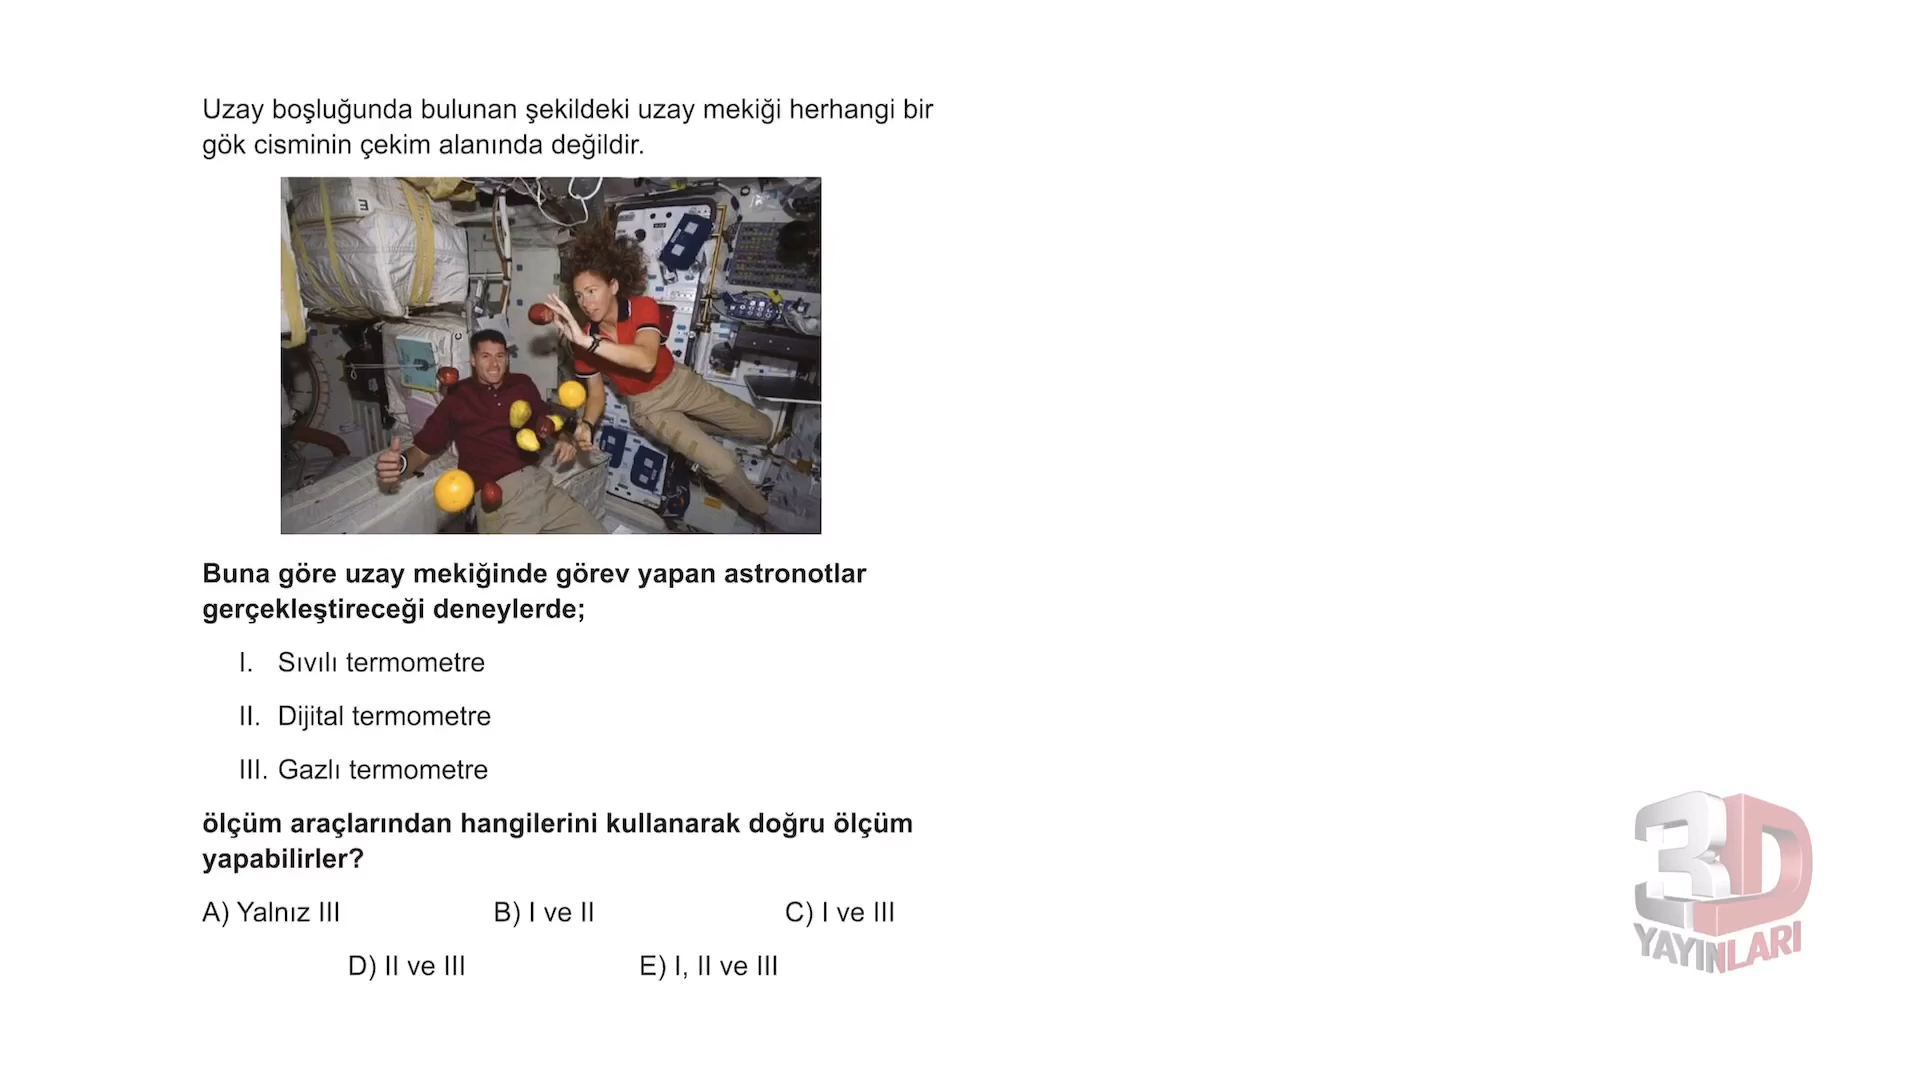 Uzay boşluğunda bulunan şekildeki uzay mekiği herhangi bir
gök cisminin çekim alanında değildir.
Buna göre uzay mekiğinde görev yapan astronotlar
gerçekleştireceği deneylerde;
I. Sıvılı termometre
II. Dijital termometre
III. Gazlı termometre
ölçüm araçlarından hangilerini kullanarak doğru ölçüm
yapabilirler?
A) Yalnız III B) I ve II C) I ve III
D) II ve III E) I, II ve III
3D
YAYINLARI